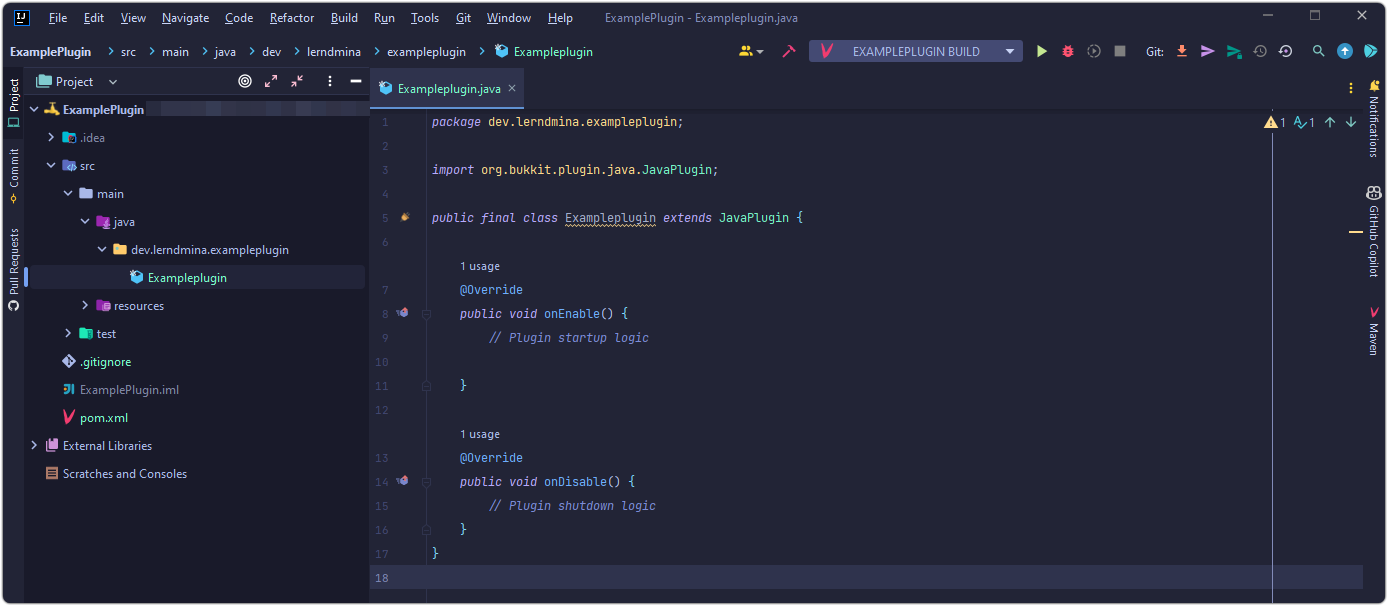 IJ File Edit View Navigate Code Refactor Build Run Tools Git Window Help ExamplePlugin - Exampleplugin.java
ExamplePlugin src main java dev lerndmina exampleplugin Exampleplugin EXAMPLEPLUGIN BUILD Git:
Project
Commit
Pull Requests
Project
ExamplePlugin
.idea
src
main
java
dev.lerndmina.exampleplugin
Exampleplugin
resources
test
.gitignore
ExamplePlugin.iml
pom.xml
External Libraries
Scratches and Consoles
Exampleplugin.java
1 package dev.lerndmina.exampleplugin;
2
3 import org.bukkit.plugin.java.JavaPlugin;
4
5 public final class Exampleplugin extends JavaPlugin {
6
1 usage
7 @Override
8 public void onEnable() {
9 // Plugin startup logic
10
11 }
12
1 usage
13 @Override
14 public void onDisable() {
15 // Plugin shutdown logic
16 }
17 }
18
1 1
Notifications
GitHub Copilot
Maven